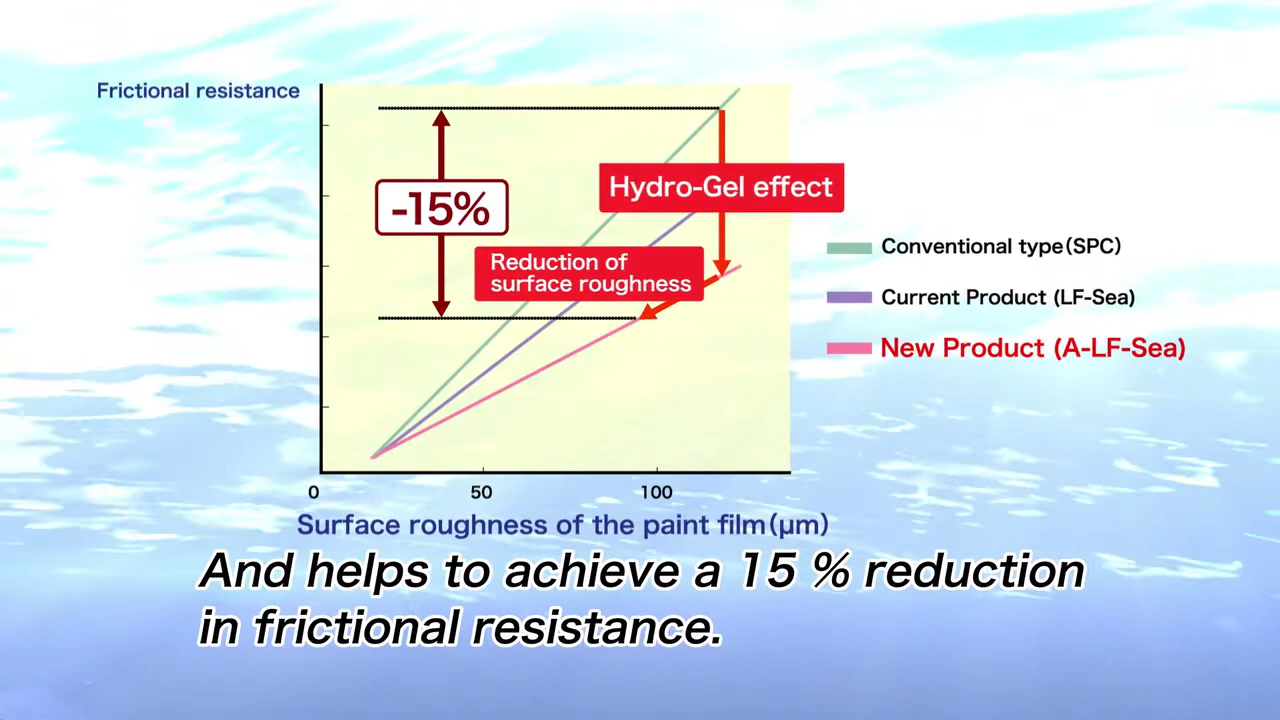 Frictional resistance
-15%
Hydro-Gel effect
Reduction of
surface roughness
Conventional type(SPC)
Current Product (LF-Sea)
New Product (A-LF-Sea)
0 50 100
Surface roughness of the paint film(μm)
And helps to achieve a 15 % reduction
in frictional resistance.